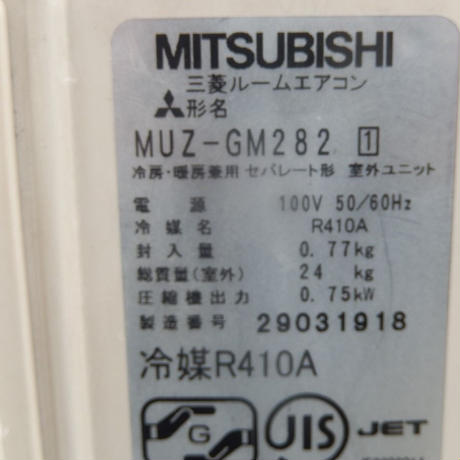 MITSUBISHI
三菱ルームエアコン
形名
MUZ-GM282 1
冷房・暖房兼用 セパレート形 室外ユニット
電源 100V 50/60Hz
冷媒名 R410A
封入量 0.77kg
総質量(室外) 24 kg
圧縮機出力 0.75kW
製造番号 29031918
冷媒R410A
G JIS JET